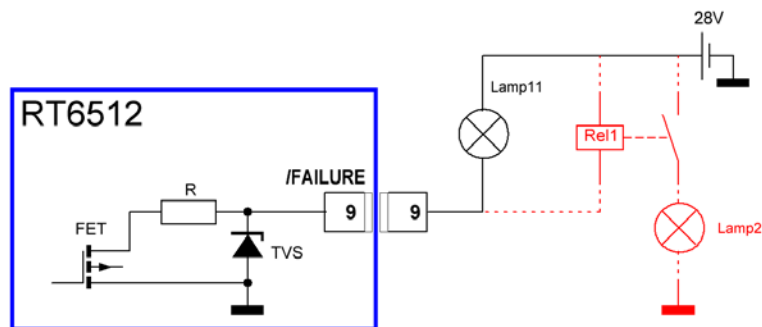 28V
Lamp11
RT6512
Rel1
/FAILURE
R
9
9
FET
TVS
Lamp2